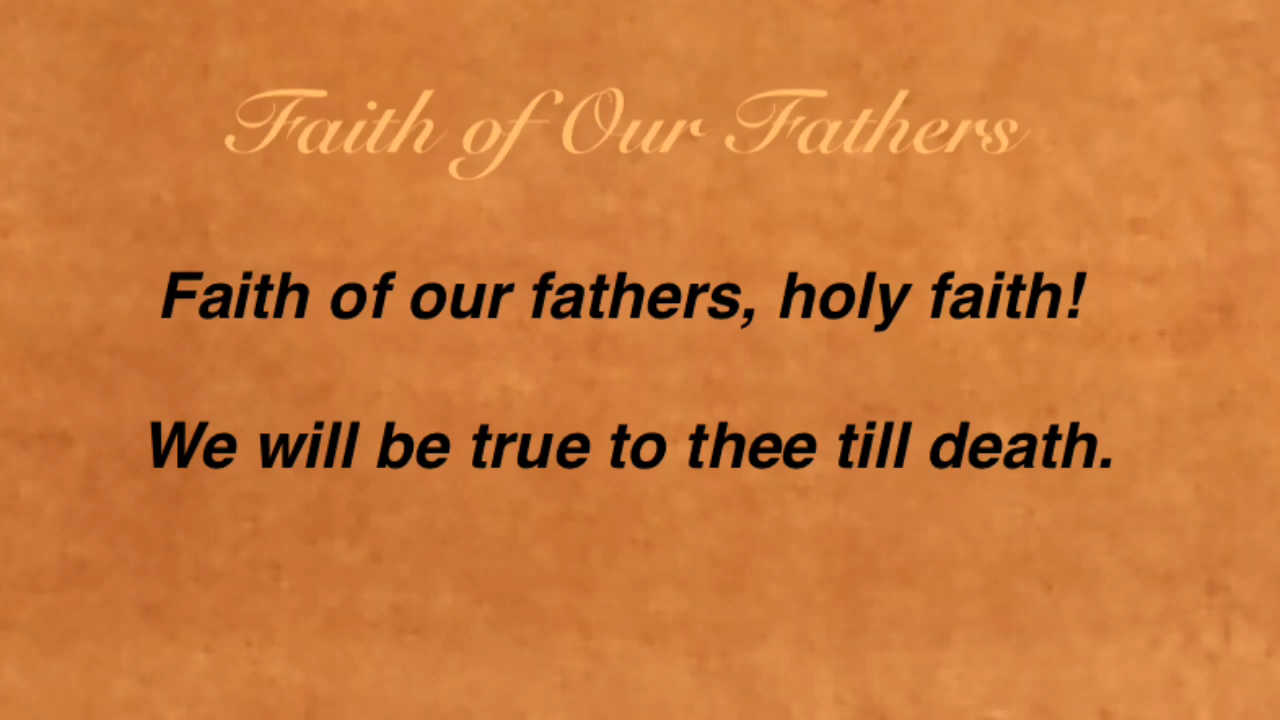 Faith of Our Fathers
Faith of our fathers, holy faith!
We will be true to thee till death.